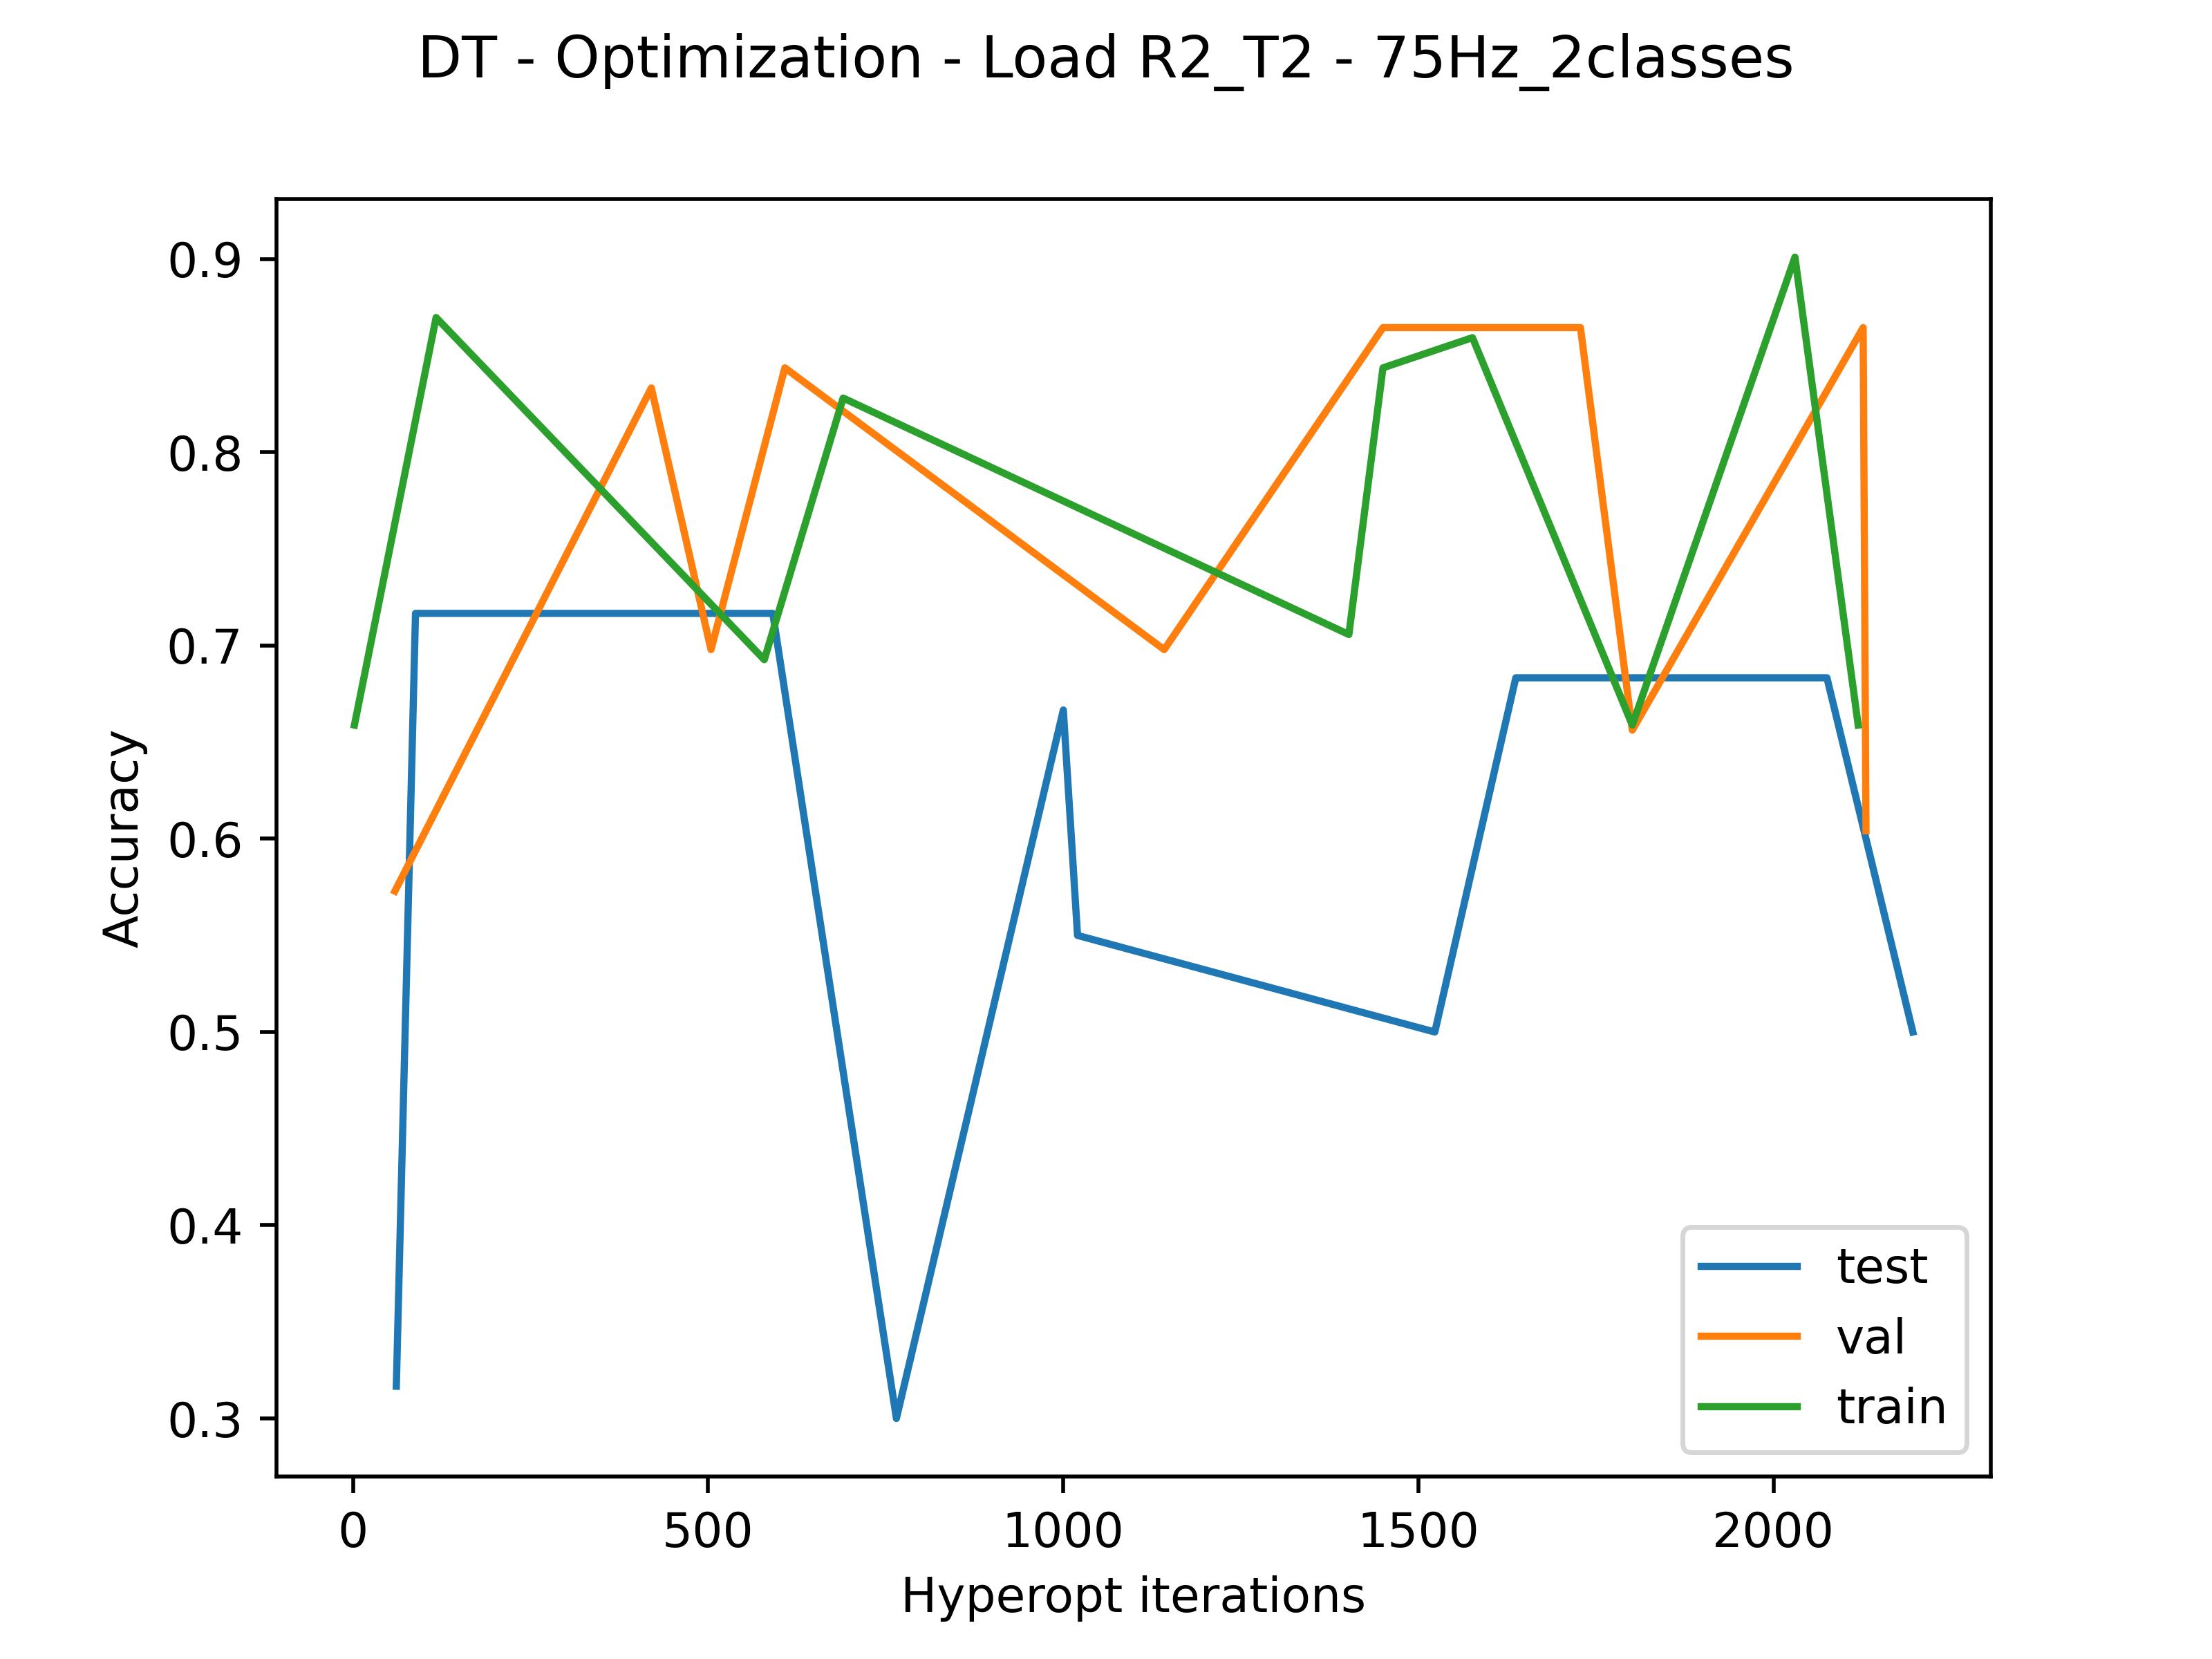 DT - Optimization - Load R2_T2 - 75Hz_2classes
0.9
0.8
0.7
0.6
0.5
0.4
0.3
Accuracy
test
val
train
0 500 1000 1500 2000
Hyperopt iterations